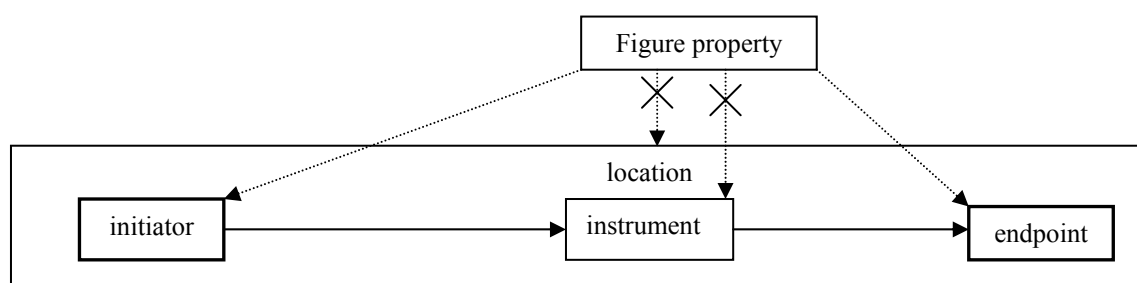 Figure property
location
initiator
instrument
endpoint